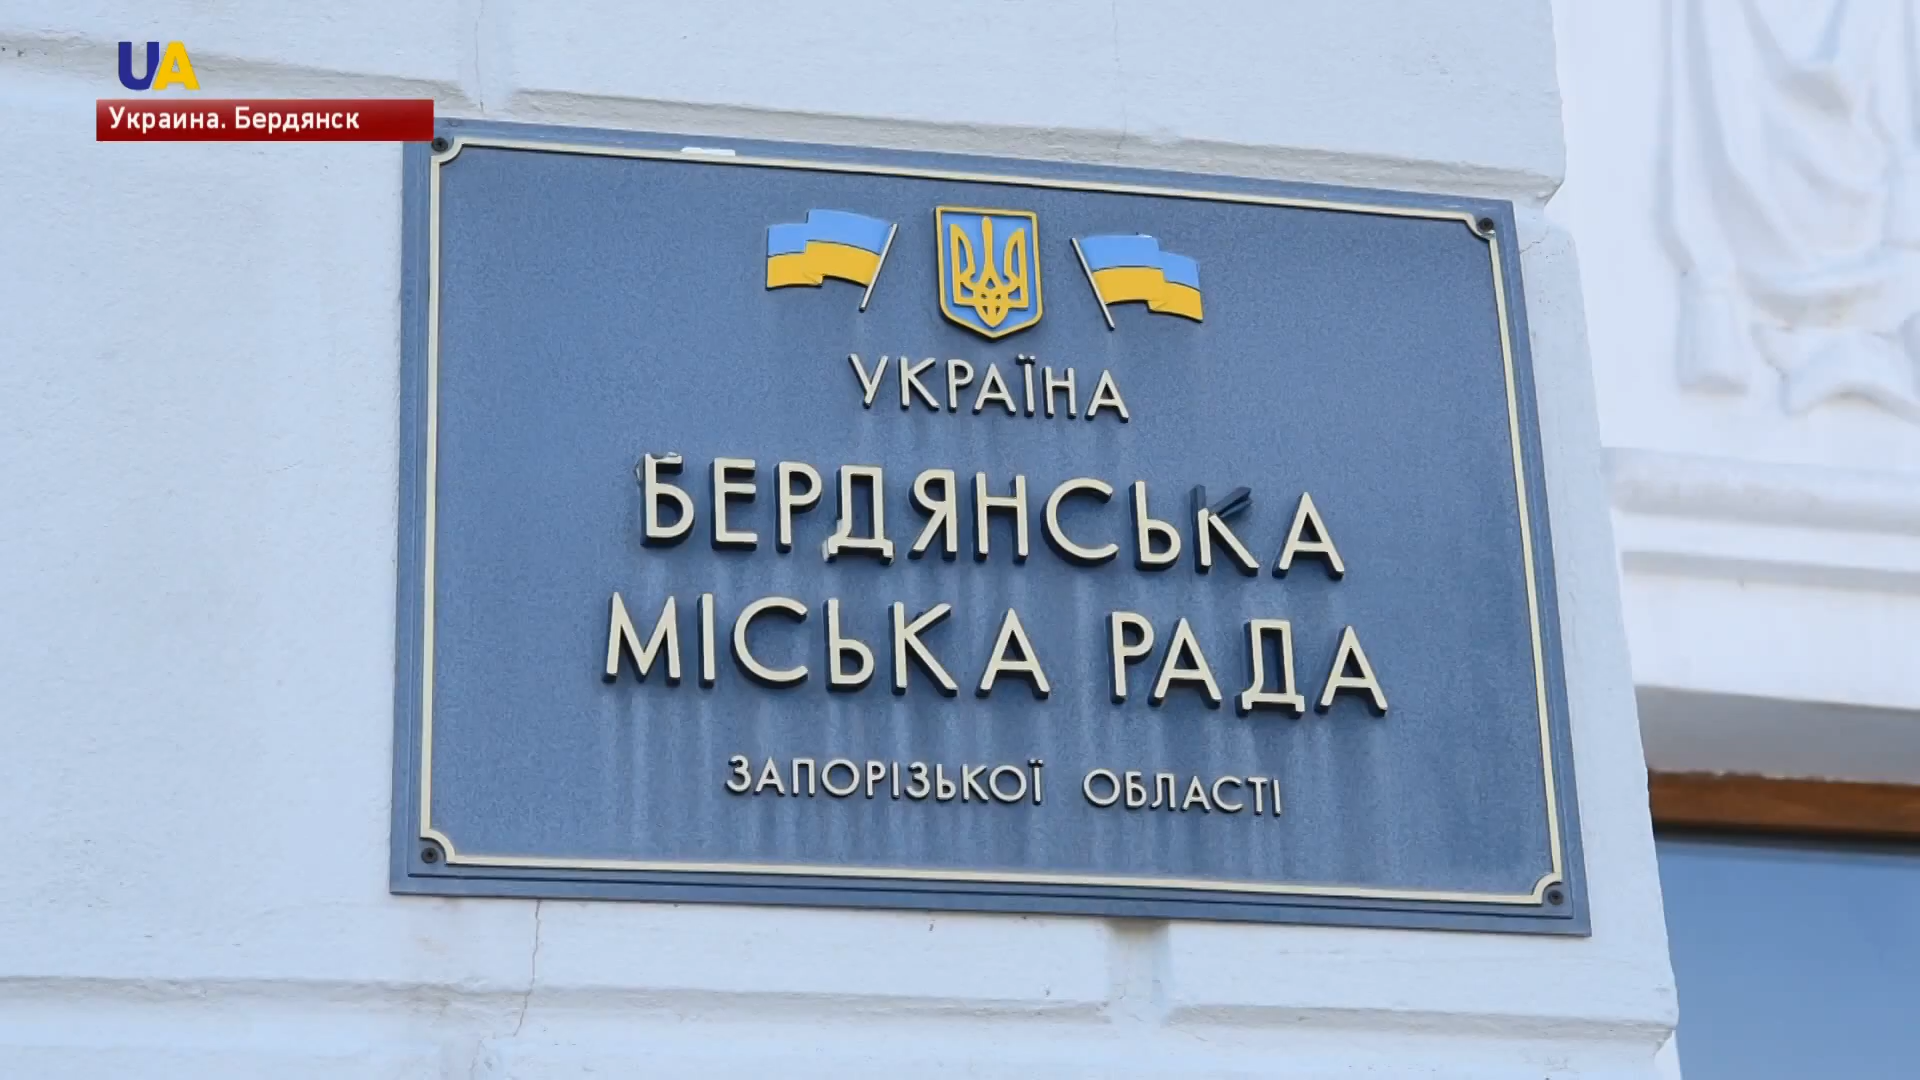 UA
Украина. Бердянск
УКРАЇНА
БЕРДЯНСЬКА
МІСЬКА РАДА
ЗАПОРІЗЬКОЇ ОБЛАСТІ